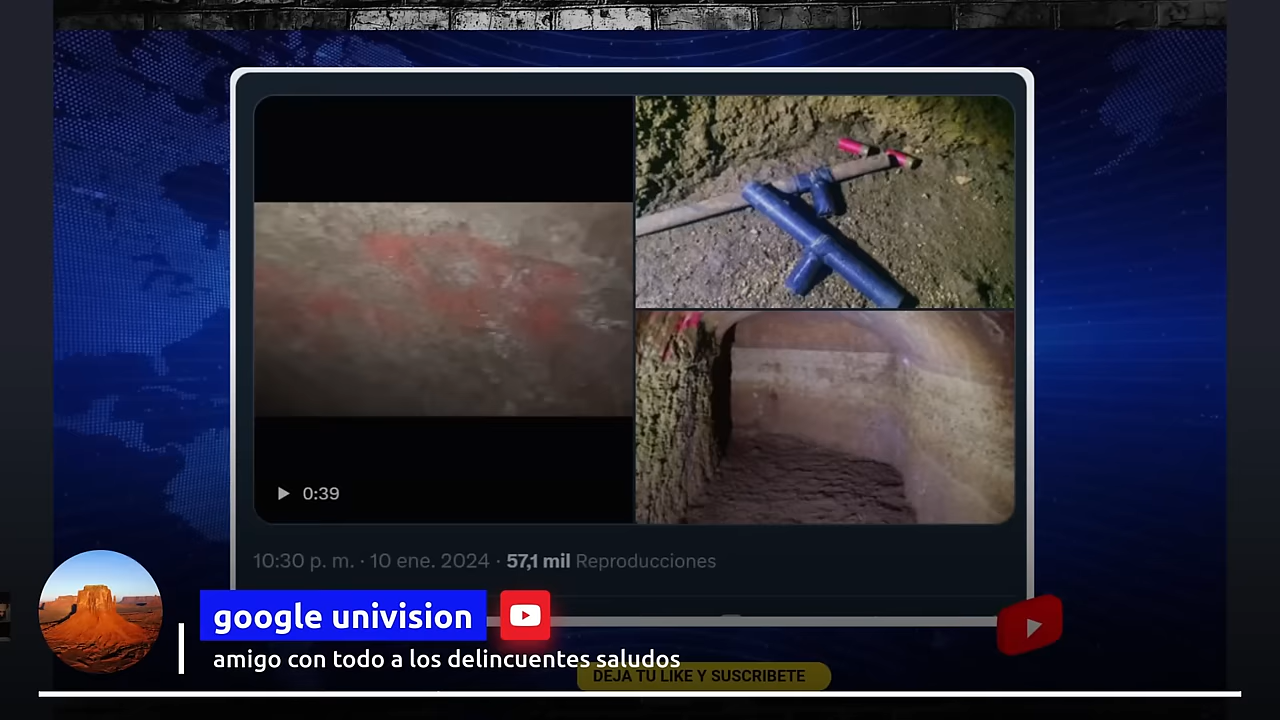 0:39
10:30 p. m. · 10 ene. 2024 · 57,1 mil Reproducciones
google univision
amigo con todo a los delincuentes saludos
DEJA TU LIKE Y SUSCRIBETE